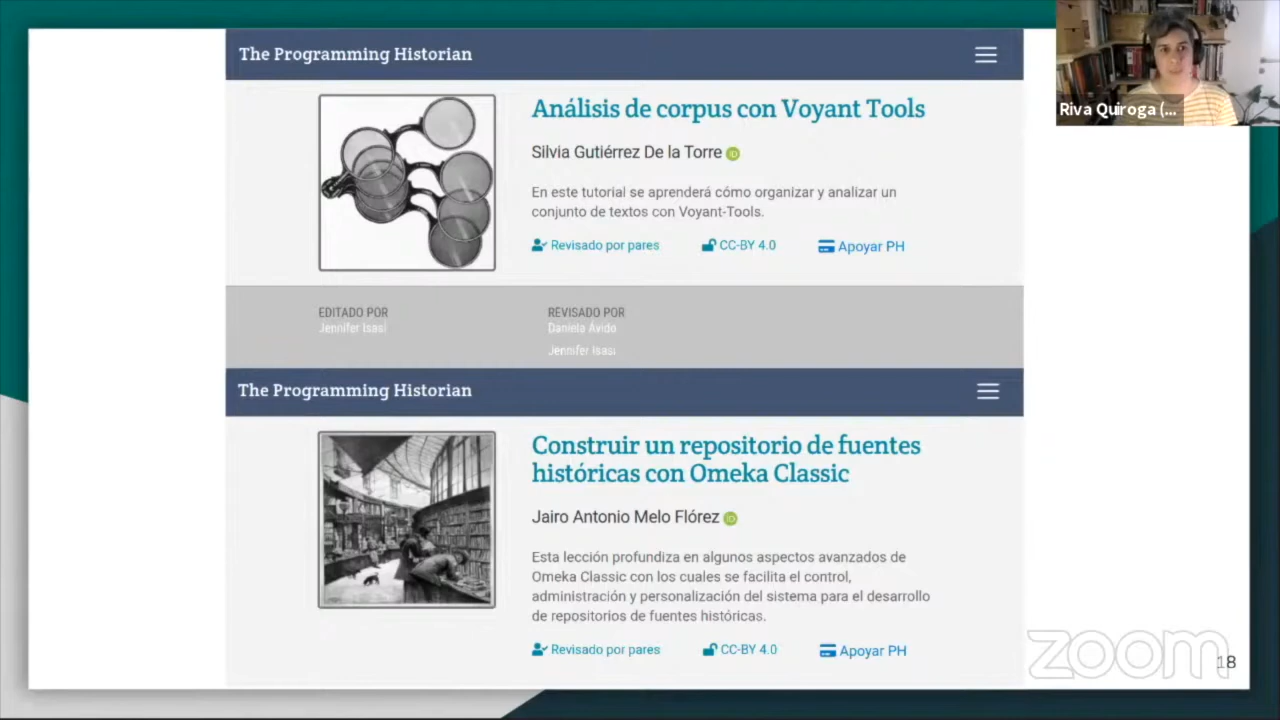 The Programming Historian
Análisis de corpus con Voyant Tools
Silvia Gutiérrez De la Torre iD
En este tutorial se aprenderá cómo organizar y analizar un
conjunto de textos con Voyant-Tools.
Revisado por pares CC-BY 4.0 Apoyar PH
EDITADO POR
Jennifer Isasi
REVISADO POR
Daniela Ávido
Jennifer Isasi
The Programming Historian
Construir un repositorio de fuentes
históricas con Omeka Classic
Jairo Antonio Melo Flórez iD
Esta lección profundiza en algunos aspectos avanzados de
Omeka Classic con los cuales se facilita el control,
administración y personalización del sistema para el desarrollo
de repositorios de fuentes históricas.
Revisado por pares CC-BY 4.0 Apoyar PH
Riva Quiroga (...
zoom
18